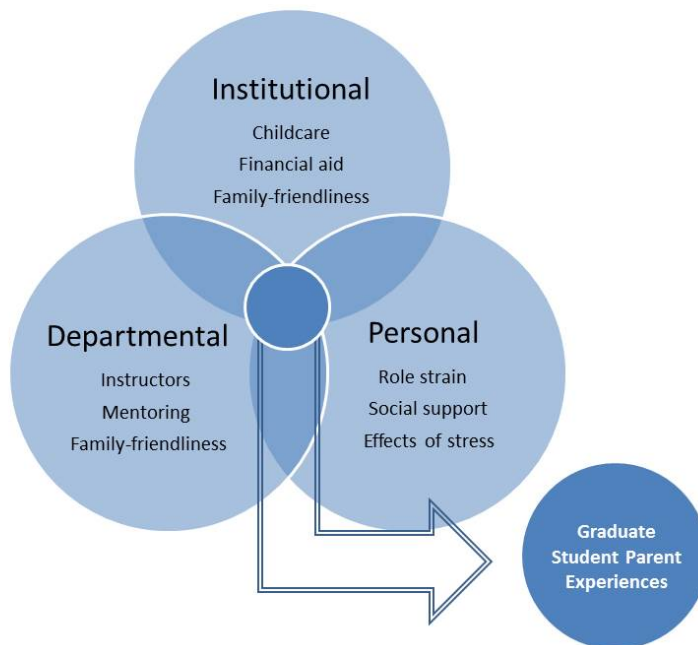 Institutional
Childcare
Financial aid
Family-friendliness
Departmental
Instructors
Mentoring
Family-friendliness
Personal
Role strain
Social support
Effects of stress
Graduate
Student Parent
Experiences